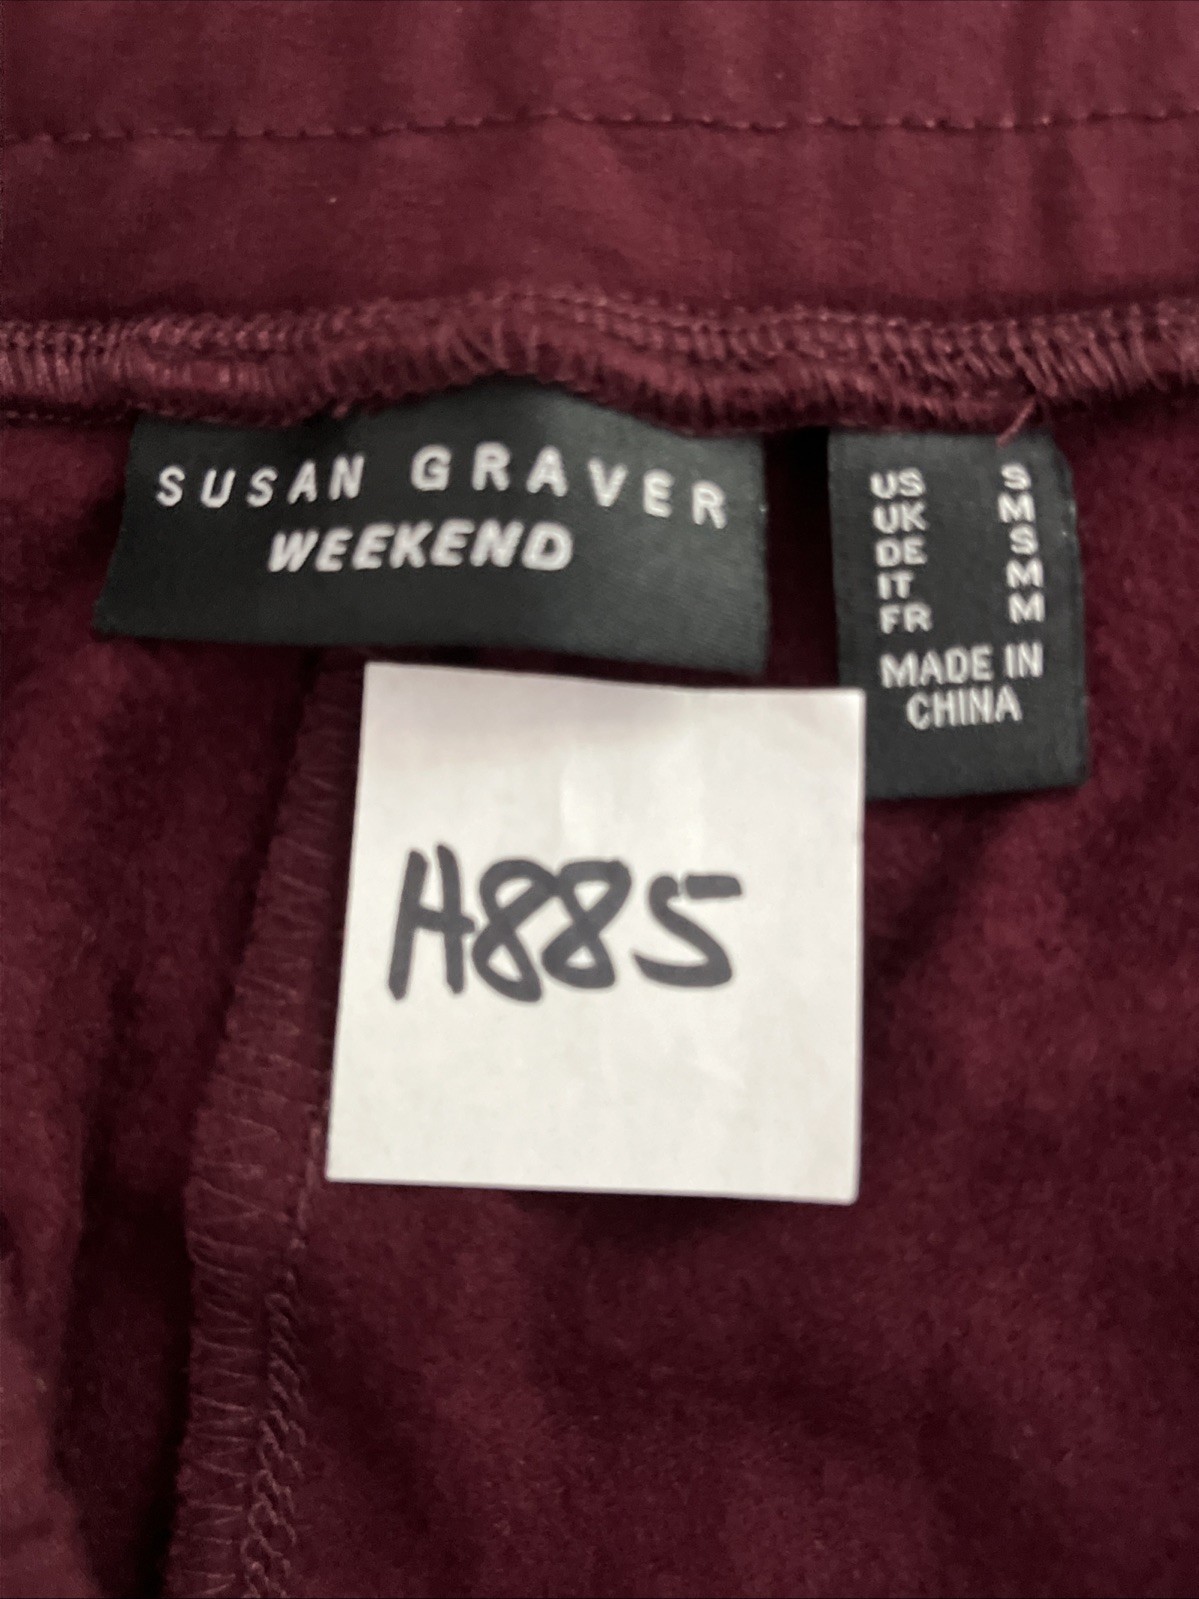 SUSAN GRAVER
WEEKEND
US S
UK M
DE S
IT M
FR M
MADE IN
CHINA
H885